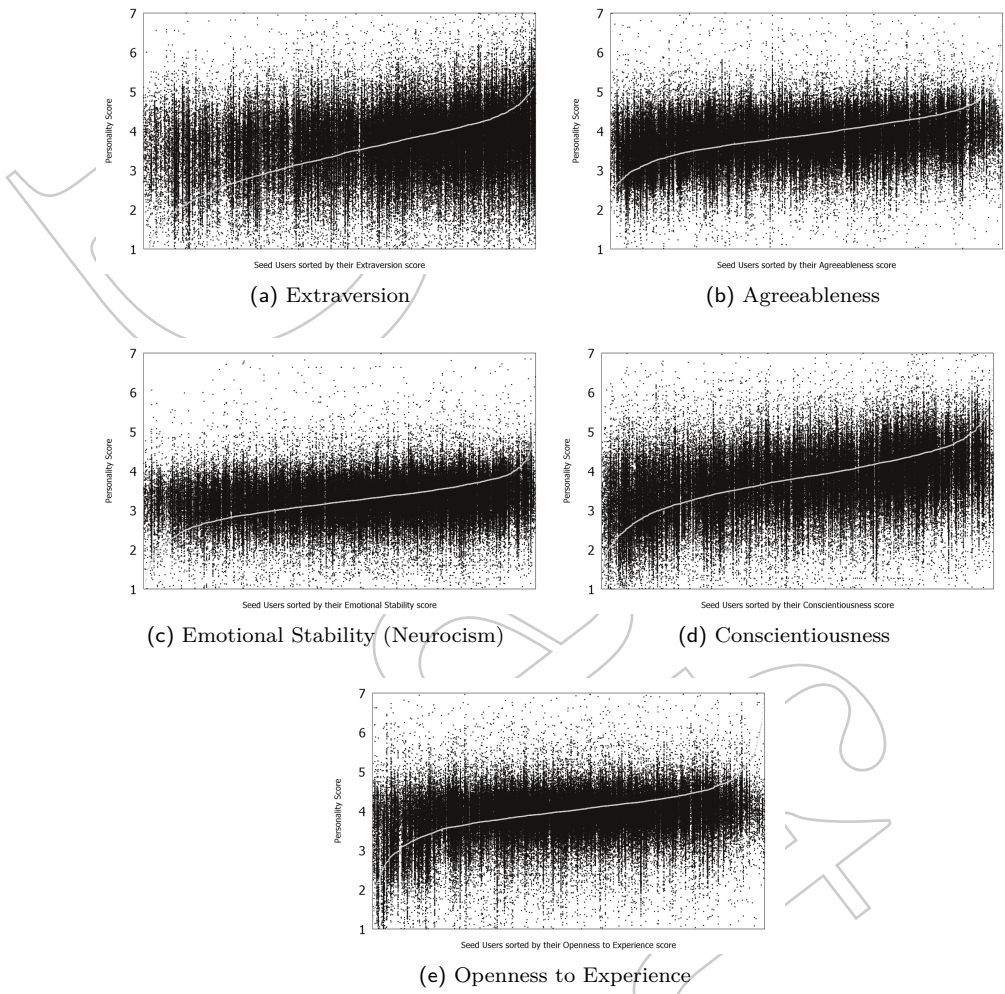 7
6
5
4
3
2
1
Personality Score
Seed Users sorted by their Extraversion score
(a) Extraversion
7
6
5
4
3
2
1
Personality Score
Seed Users sorted by their Agreeableness score
(b) Agreeableness
7
6
5
4
3
2
1
Personality Score
Seed Users sorted by their Emotional Stability score
(c) Emotional Stability (Neurocism)
7
6
5
4
3
2
1
Personality Score
Seed Users sorted by their Conscientiousness score
(d) Conscientiousness
7
6
5
4
3
2
1
Personality Score
Seed Users sorted by their Openness to Experience score
(e) Openness to Experience